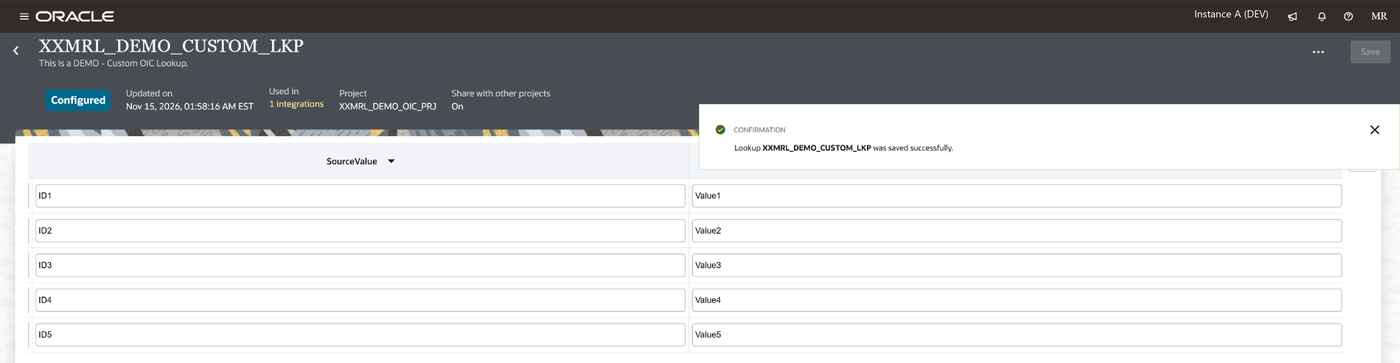 ORACLE
Instance A (DEV)
MR
XXMRL_DEMO_CUSTOM_LKP
This is a DEMO - Custom OIC Lookup.
Save
Configured
Updated on
Nov 15, 2026, 01:58:16 AM EST
Used in
1 integrations
Project
XXMRL_DEMO_OIC_PRJ
Share with other projects
On
CONFIRMATION
Lookup XXMRL_DEMO_CUSTOM_LKP was saved successfully.
SourceValue
ID1 Value1
ID2 Value2
ID3 Value3
ID4 Value4
ID5 Value5